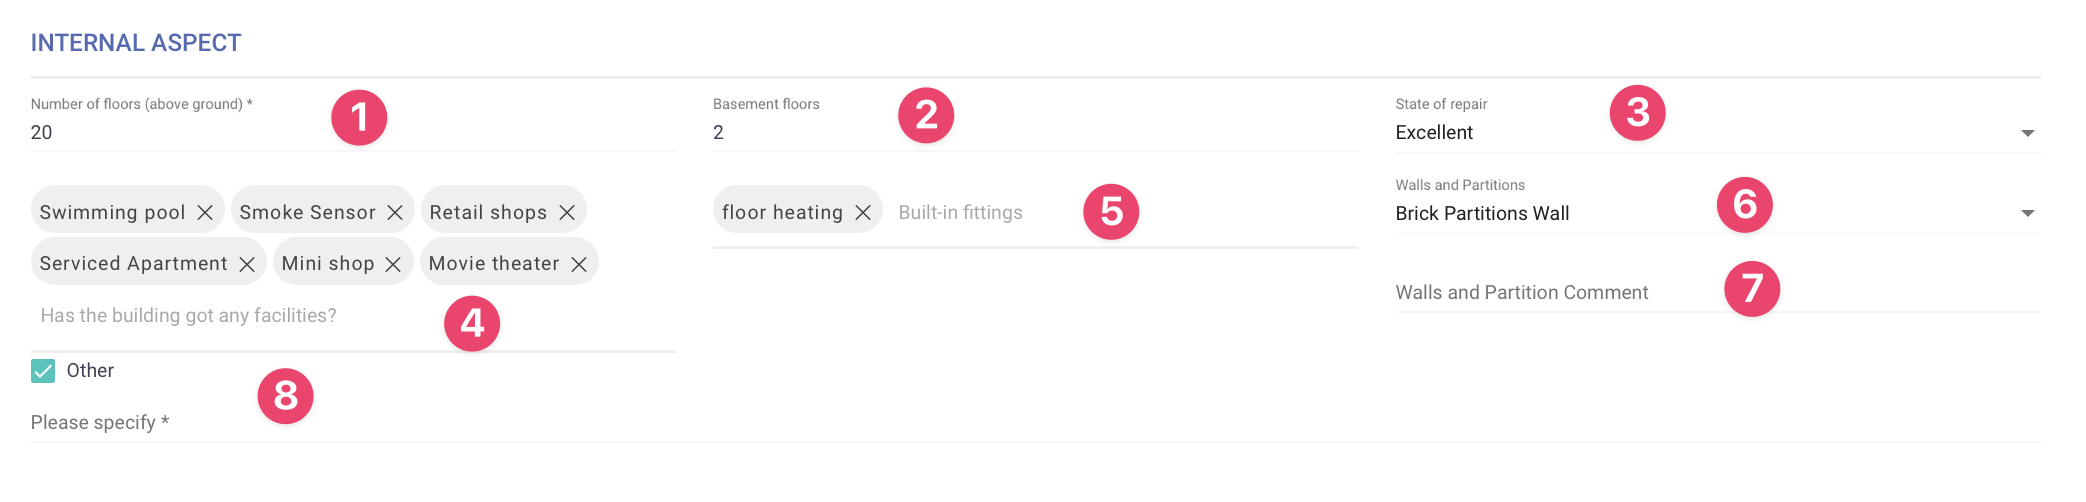 INTERNAL ASPECT
Number of floors (above ground) *
20
1
Basement floors
2
2
State of repair
Excellent
3
Swimming pool Smoke Sensor Retail shops
Serviced Apartment Mini shop Movie theater
Has the building got any facilities?
4
floor heating Built-in fittings
5
Walls and Partitions
Brick Partitions Wall
6
Walls and Partition Comment
7
Other
8
Please specify *